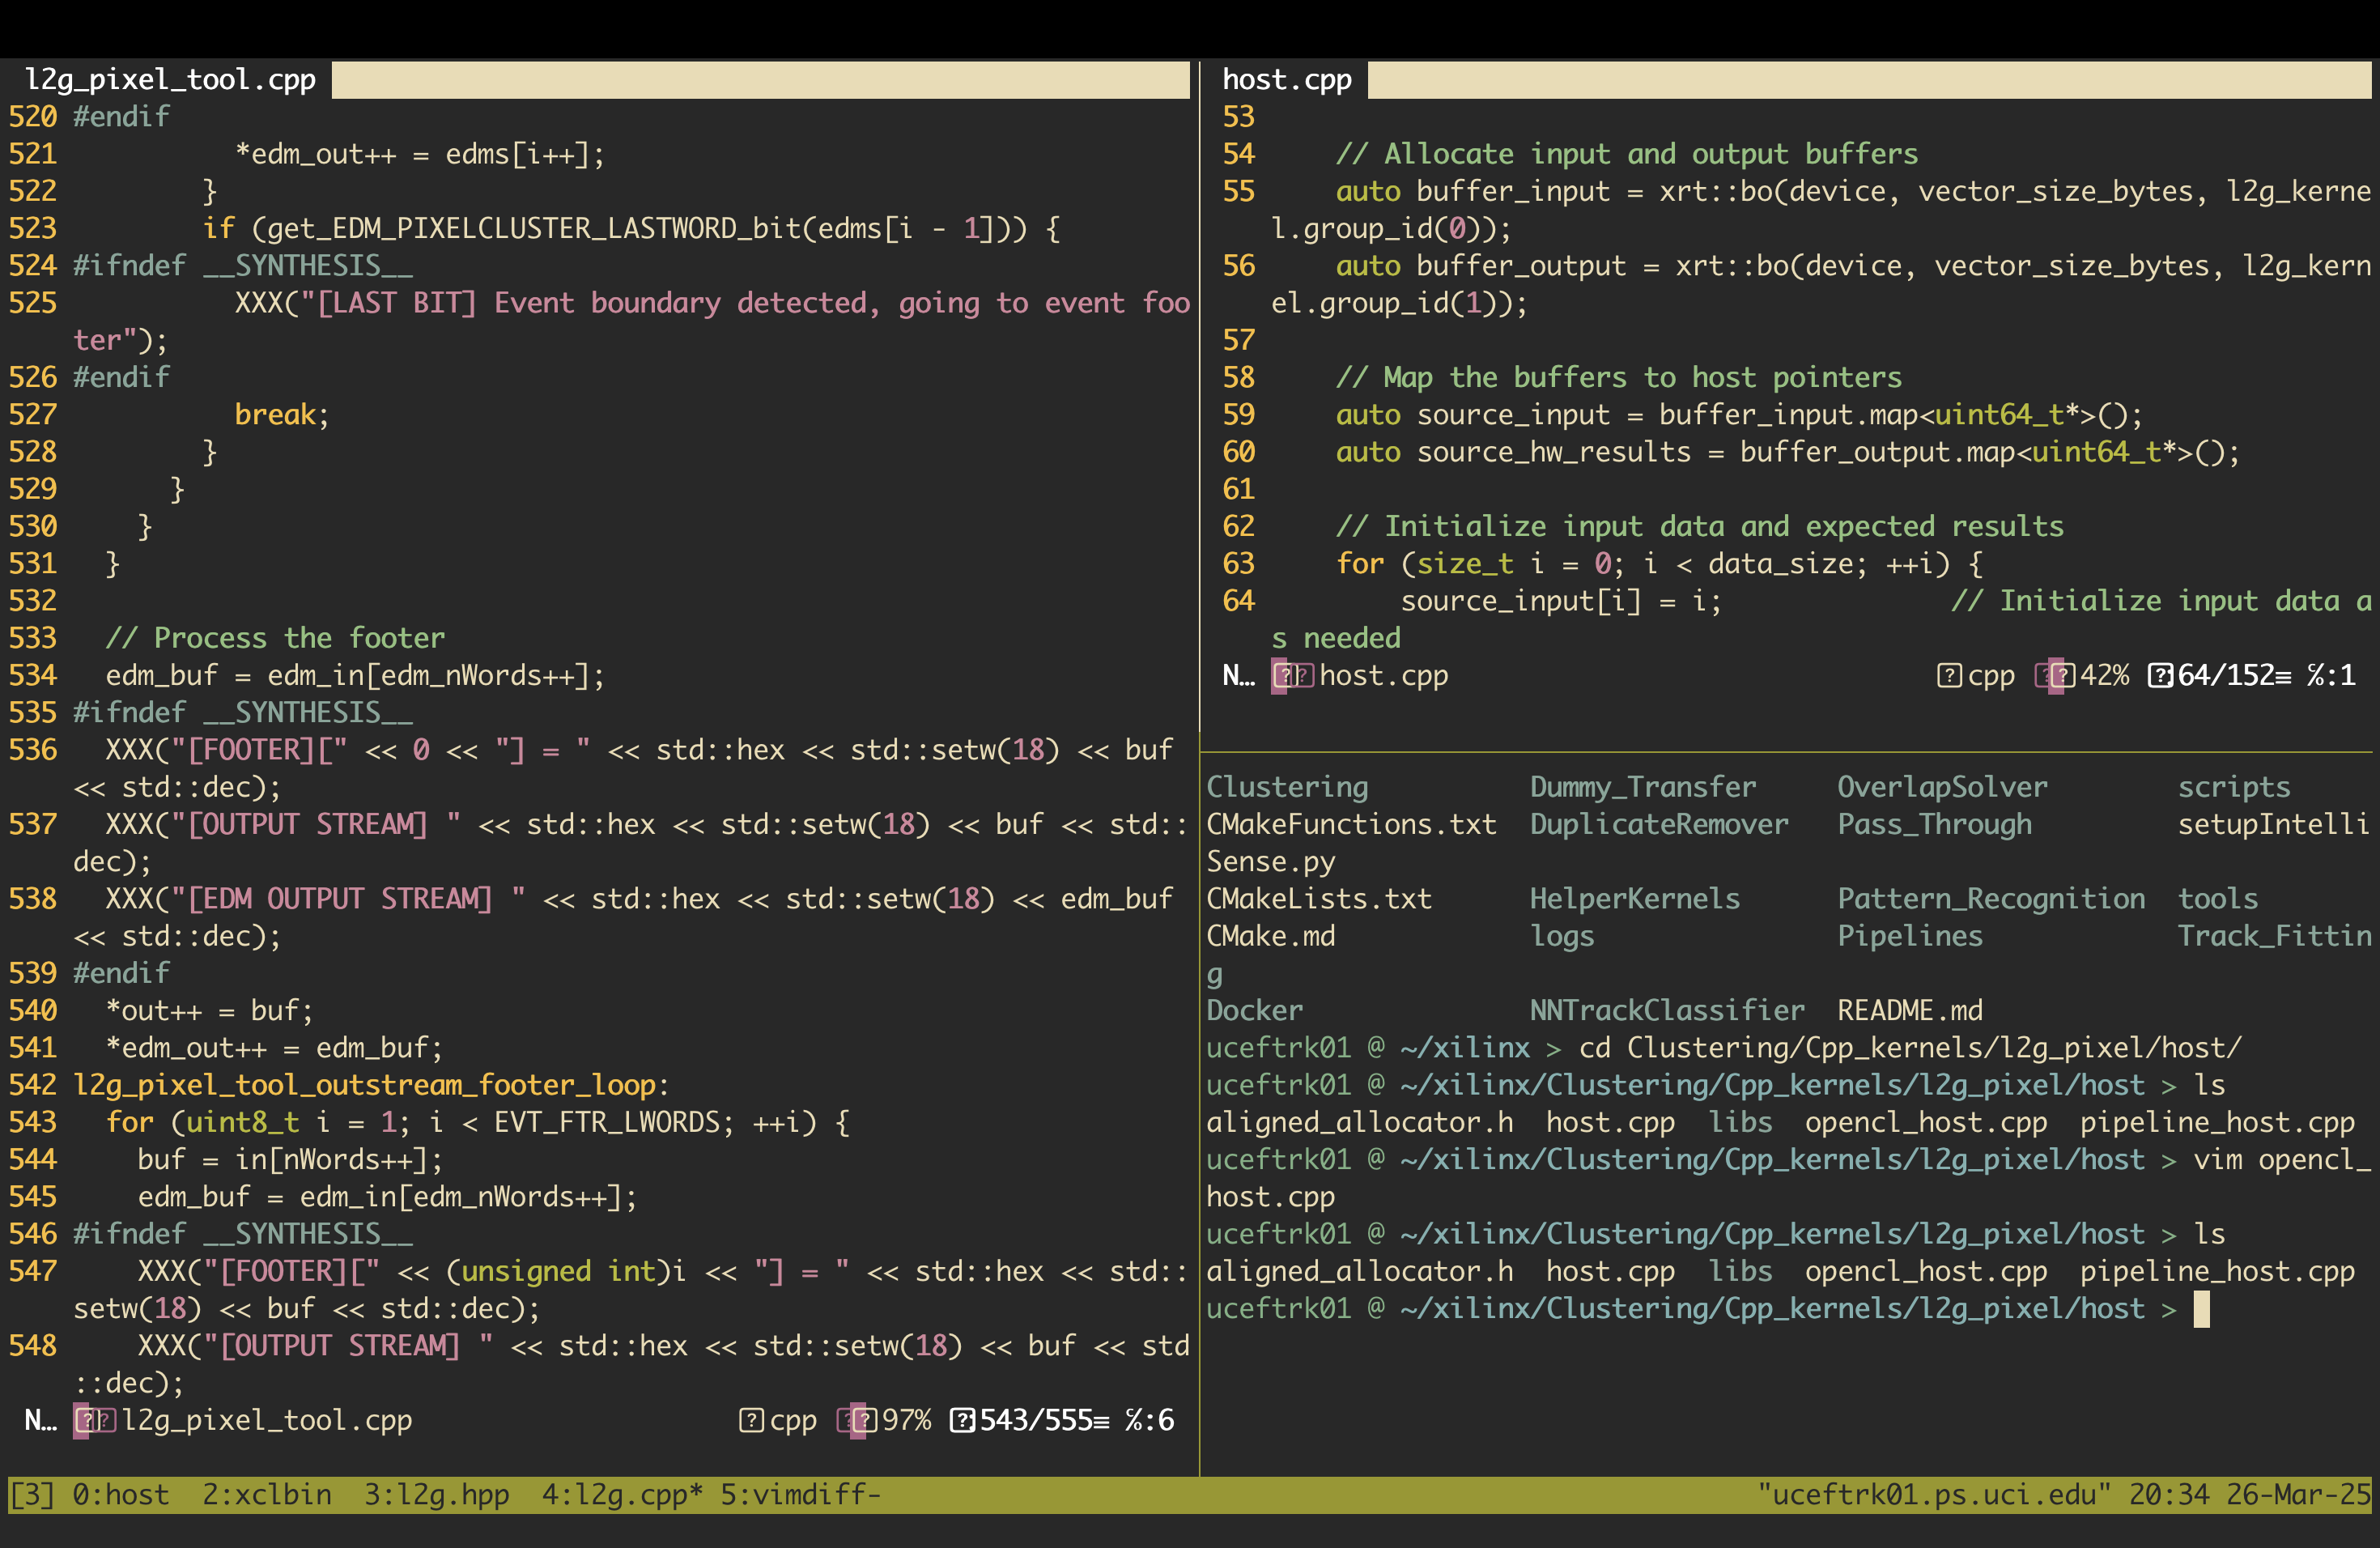 l2g_pixel_tool.cpp
520 #endif
521           *edm_out++ = edms[i++];
522         }
523         if (get_EDM_PIXELCLUSTER_LASTWORD_bit(edms[i - 1])) {
524 #ifndef __SYNTHESIS__
525           XXX("[LAST BIT] Event boundary detected, going to event foo
ter");
526 #endif
527           break;
528         }
529       }
530     }
531   }
532
533   // Process the footer
534   edm_buf = edm_in[edm_nWords++];
535 #ifndef __SYNTHESIS__
536   XXX("[FOOTER][" << 0 << "] = " << std::hex << std::setw(18) << buf
<< std::dec);
537   XXX("[OUTPUT STREAM] " << std::hex << std::setw(18) << buf << std::
dec);
538   XXX("[EDM OUTPUT STREAM] " << std::hex << std::setw(18) << edm_buf
<< std::dec);
539 #endif
540   *out++ = buf;
541   *edm_out++ = edm_buf;
542 l2g_pixel_tool_outstream_footer_loop:
543   for (uint8_t i = 1; i < EVT_FTR_LWORDS; ++i) {
544     buf = in[nWords++];
545     edm_buf = edm_in[edm_nWords++];
546 #ifndef __SYNTHESIS__
547     XXX("[FOOTER][" << (unsigned int)i << "] = " << std::hex << std::
setw(18) << buf << std::dec);
548     XXX("[OUTPUT STREAM] " << std::hex << std::setw(18) << buf << std
::dec);
N… l2g_pixel_tool.cpp cpp 97% 543/555≡ ℅:6
host.cpp
53
54     // Allocate input and output buffers
55     auto buffer_input = xrt::bo(device, vector_size_bytes, l2g_kerne
l.group_id(0));
56     auto buffer_output = xrt::bo(device, vector_size_bytes, l2g_kern
el.group_id(1));
57
58     // Map the buffers to host pointers
59     auto source_input = buffer_input.map<uint64_t*>();
60     auto source_hw_results = buffer_output.map<uint64_t*>();
61
62     // Initialize input data and expected results
63     for (size_t i = 0; i < data_size; ++i) {
64         source_input[i] = i;              // Initialize input data a
s needed
N… host.cpp cpp 42% 64/152≡ ℅:1
Clustering          Dummy_Transfer     OverlapSolver        scripts
CMakeFunctions.txt  DuplicateRemover   Pass_Through         setupIntelli
Sense.py
CMakeLists.txt      HelperKernels      Pattern_Recognition  tools
CMake.md            logs               Pipelines            Track_Fittin
g
Docker              NNTrackClassifier  README.md
uceftrk01 @ ~/xilinx > cd Clustering/Cpp_kernels/l2g_pixel/host/
uceftrk01 @ ~/xilinx/Clustering/Cpp_kernels/l2g_pixel/host > ls
aligned_allocator.h  host.cpp  libs  opencl_host.cpp  pipeline_host.cpp
uceftrk01 @ ~/xilinx/Clustering/Cpp_kernels/l2g_pixel/host > vim opencl_
host.cpp
uceftrk01 @ ~/xilinx/Clustering/Cpp_kernels/l2g_pixel/host > ls
aligned_allocator.h  host.cpp  libs  opencl_host.cpp  pipeline_host.cpp
uceftrk01 @ ~/xilinx/Clustering/Cpp_kernels/l2g_pixel/host >
[3] 0:host  2:xclbin  3:l2g.hpp  4:l2g.cpp* 5:vimdiff- "uceftrk01.ps.uci.edu" 20:34 26-Mar-25